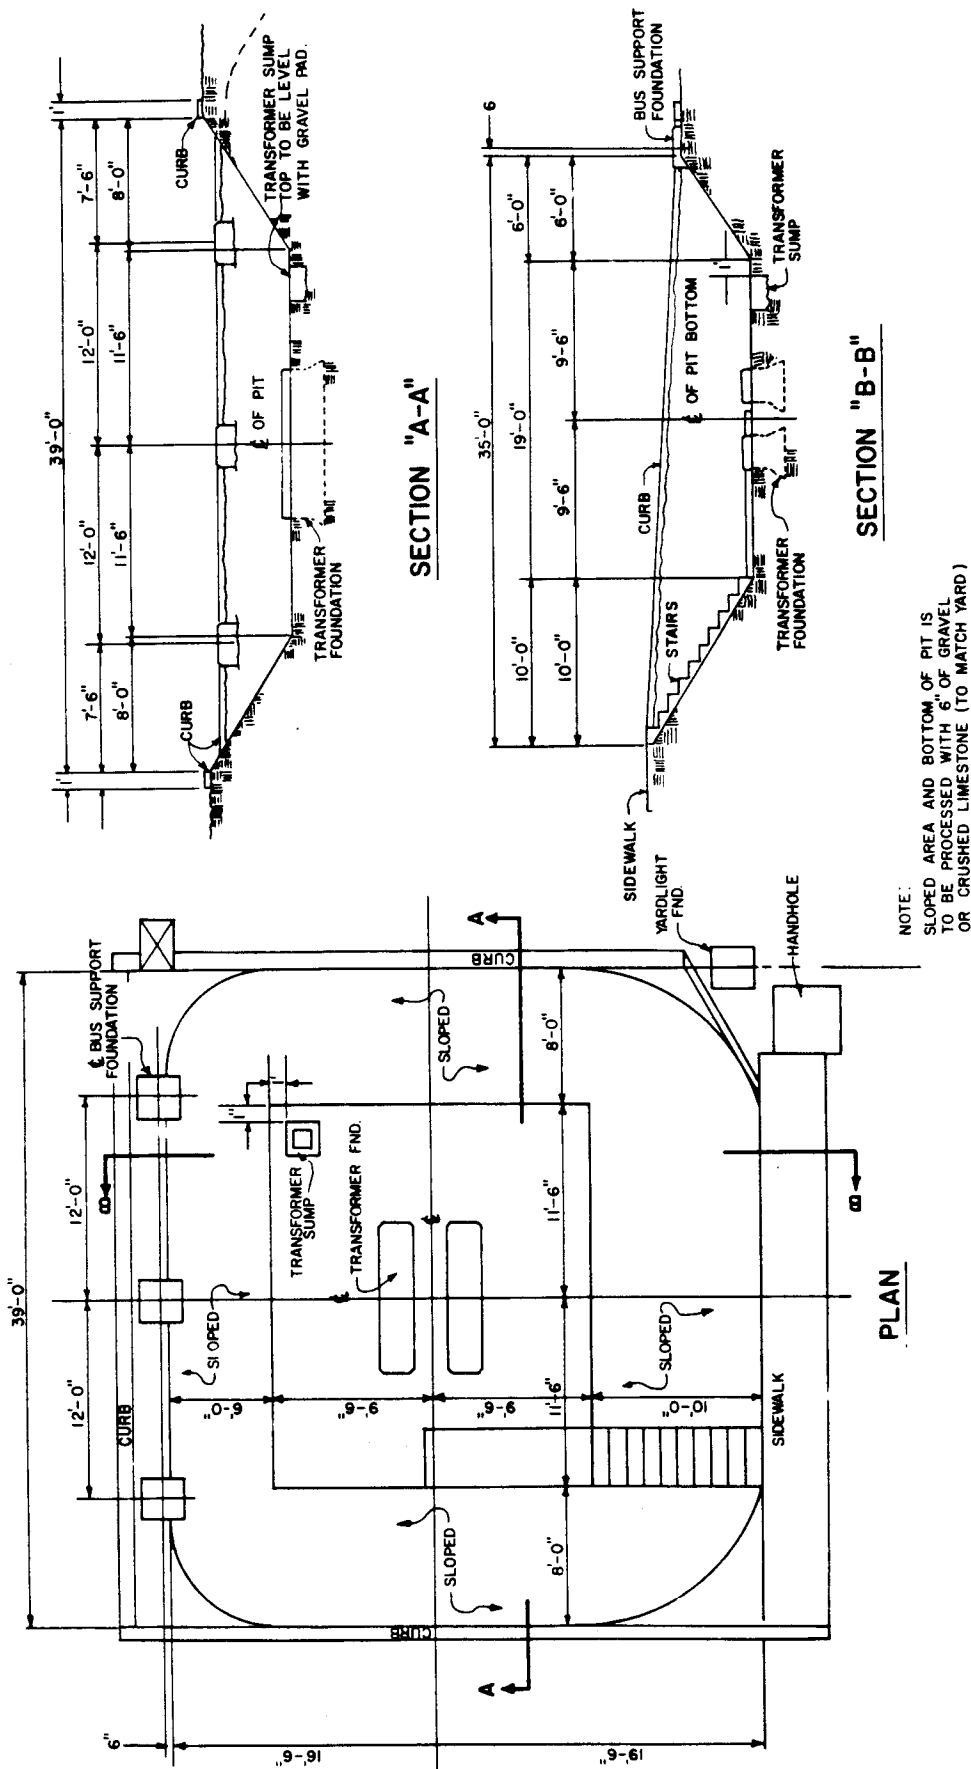 39'-0"
7'-6"
12'-0"
12'-0"
7'-6"
1'
1'
8'-0"
11'-6"
11'-6"
8'-0"
CURB
CURB
℄ OF PIT
TRANSFORMER
FOUNDATION
TRANSFORMER SUMP
TOP TO BE LEVEL
WITH GRAVEL PAD.
SECTION "A-A"
35'-0"
6
10'-0"
19'-0"
6'-0"
10'-0"
9'-6"
9'-6"
6'-0"
1'
BUS SUPPORT
FOUNDATION
SIDEWALK
STAIRS
CURB
℄ OF PIT BOTTOM
TRANSFORMER
FOUNDATION
TRANSFORMER
SUMP
SECTION "B-B"
39'-0"
12'-0"
12'-0"
℄ BUS SUPPORT
FOUNDATION
CURB
B
SLOPED
6'-0"
1'
1'
TRANSFORMER
SUMP
TRANSFORMER FND.
℄
℄
9'-6"
9'-6"
SLOPED
SLOPED
CURB
CURB
A
A
8'-0"
11'-6"
11'-6"
8'-0"
SLOPED
10'-0"
SIDEWALK
B
YARDLIGHT
FND.
HANDHOLE
6"
16'-6"
19'-6"
PLAN
NOTE:
SLOPED AREA AND BOTTOM OF PIT IS
TO BE PROCESSED WITH 6" OF GRAVEL
OR CRUSHED LIMESTONE (TO MATCH YARD)